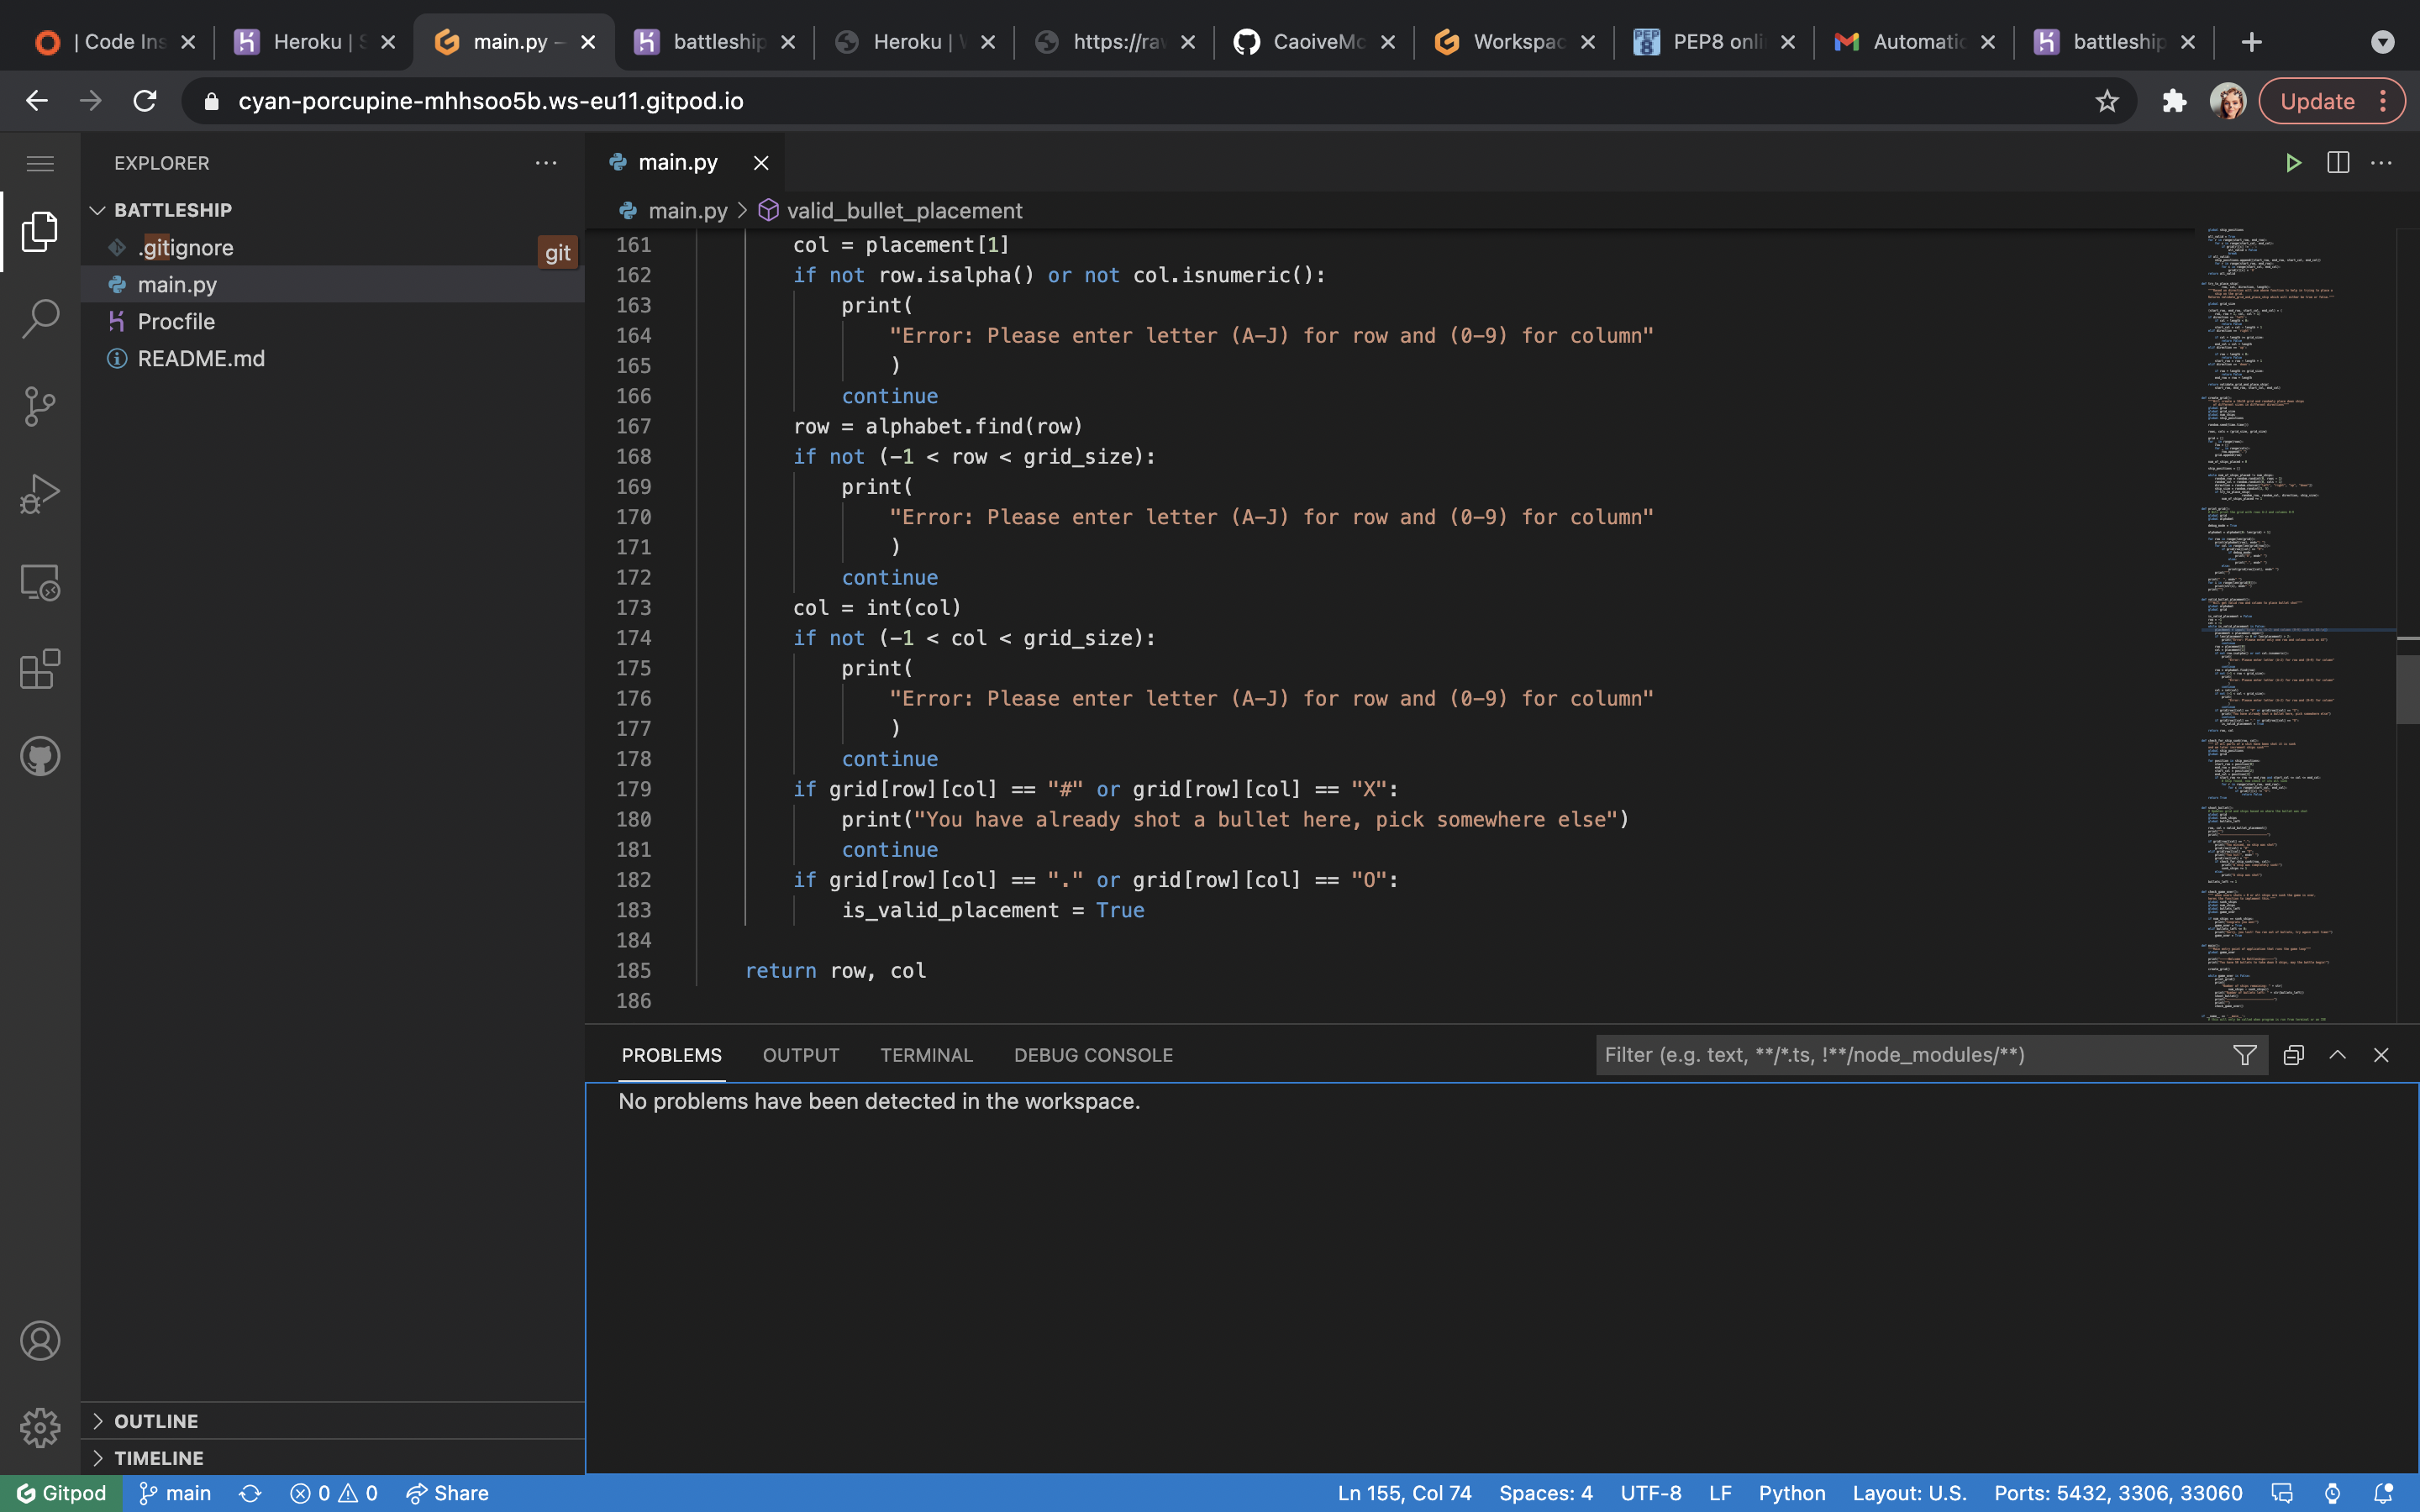 | Code Ins
Heroku | S
main.py –
battleship
Heroku | V
https://rav
CaoiveMc
Workspac
PEP8 onli
Automatic
battleship
cyan-porcupine-mhhsoo5b.ws-eu11.gitpod.io
Update
EXPLORER
BATTLESHIP
.gitignore
git
main.py
Procfile
README.md
OUTLINE
TIMELINE
main.py
main.py > valid_bullet_placement
161 col = placement[1]
162 if not row.isalpha() or not col.isnumeric():
163 print(
164 "Error: Please enter letter (A-J) for row and (0-9) for column"
165 )
166 continue
167 row = alphabet.find(row)
168 if not (-1 < row < grid_size):
169 print(
170 "Error: Please enter letter (A-J) for row and (0-9) for column"
171 )
172 continue
173 col = int(col)
174 if not (-1 < col < grid_size):
175 print(
176 "Error: Please enter letter (A-J) for row and (0-9) for column"
177 )
178 continue
179 if grid[row][col] == "#" or grid[row][col] == "X":
180 print("You have already shot a bullet here, pick somewhere else")
181 continue
182 if grid[row][col] == "." or grid[row][col] == "O":
183 is_valid_placement = True
184
185 return row, col
186
PROBLEMS OUTPUT TERMINAL DEBUG CONSOLE
Filter (e.g. text, **/*.ts, !**/node_modules/**)
No problems have been detected in the workspace.
Gitpod main 0 0 Share
Ln 155, Col 74 Spaces: 4 UTF-8 LF Python Layout: U.S. Ports: 5432, 3306, 33060